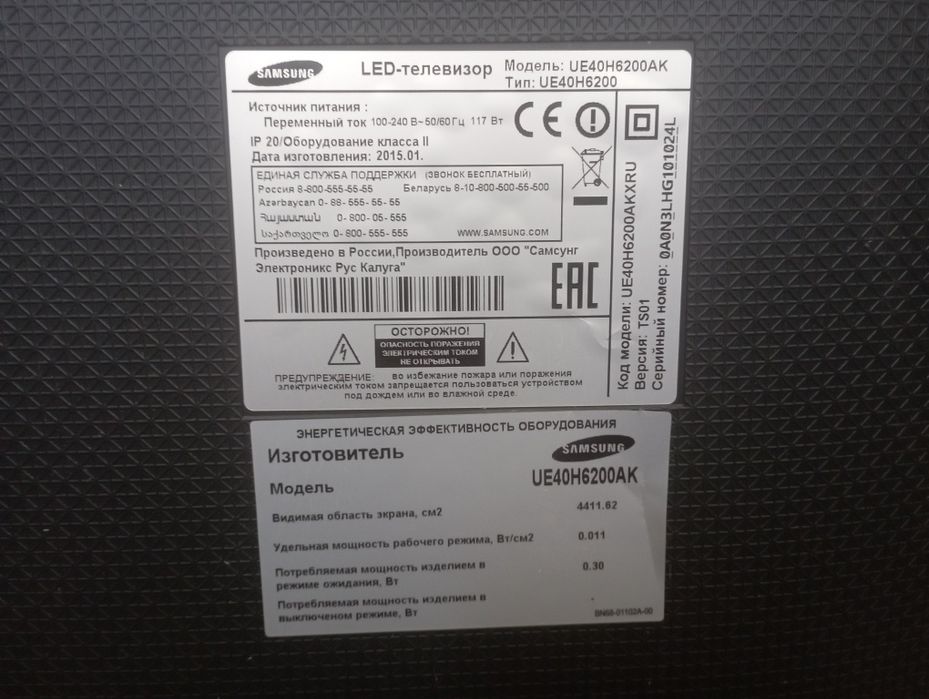 SAMSUNG LED-телевизор Модель: UE40H6200AK
Тип: UE40H6200
Источник питания :
Переменный ток 100-240 В~50/60 Гц 117 Вт
IP 20/Оборудование класса II
Дата изготовления: 2015.01.
ЕДИНАЯ СЛУЖБА ПОДДЕРЖКИ (ЗВОНОК БЕСПЛАТНЫЙ)
Россия 8-800-555-55-55 Беларусь 8-10-800-500-55-500
Azərbaycan 0- 88- 555- 55- 55
Հայաստան 0- 800- 05- 555
საქართველო 0- 800- 555- 555 WWW.SAMSUNG.COM
Произведено в России,Производитель ООО "Самсунг
Электроникс Рус Калуга"
CE
EAC
ОСТОРОЖНО!
ОПАСНОСТЬ ПОРАЖЕНИЯ
ЭЛЕКТРИЧЕСКИМ ТОКОМ
НЕ ОТКРЫВАТЬ
ПРЕДУПРЕЖДЕНИЕ: во избежание пожара или поражения
электрическим током запрещается пользоваться устройством
под дождем или во влажной среде.
Код модели: UE40H6200AKXRU
Версия: TS01
Серийный номер: 0A0N3LHG101024L
ЭНЕРГЕТИЧЕСКАЯ ЭФФЕКТИВНОСТЬ ОБОРУДОВАНИЯ
Изготовитель SAMSUNG
Модель UE40H6200AK
Видимая область экрана, см2 4411.62
Удельная мощность рабочего режима, Вт/см2 0.011
Потребляемая мощность изделием в
режиме ожидания, Вт 0.30
Потребляемая мощность изделием в
выключеном режиме, Вт -
BN68-01102A-00